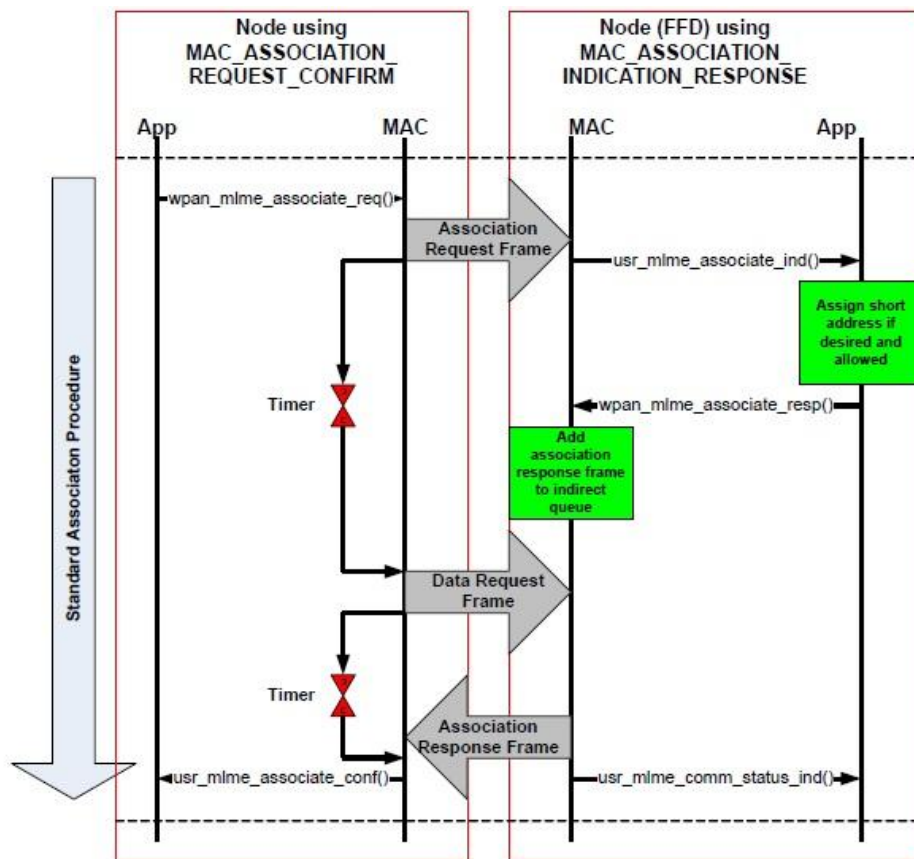 Node using
MAC_ASSOCIATION_
REQUEST_CONFIRM
Node (FFD) using
MAC_ASSOCIATION_
INDICATION_RESPONSE
App
MAC
MAC
App
wpan_mlme_associate_req()
Association
Request Frame
usr_mlme_associate_ind()
Assign short
address if
desired and
allowed
Timer
wpan_mlme_associate_resp()
Add
association
response frame
to indirect
queue
Standard Associaton Procedure
Data Request
Frame
Timer
Association
Response Frame
usr_mlme_associate_conf()
usr_mlme_comm_status_ind()